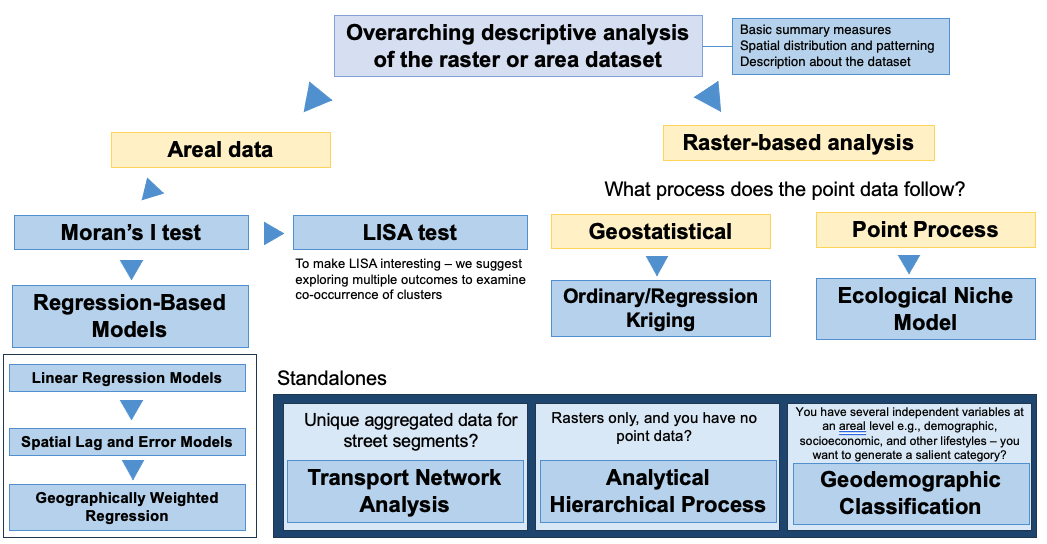 Overarching descriptive analysis
of the raster or area dataset
Basic summary measures
Spatial distribution and patterning
Description about the dataset
Areal data
Raster-based analysis
What process does the point data follow?
Moran's I test
LISA test
To make LISA interesting – we suggest
exploring multiple outcomes to examine
co-occurrence of clusters
Geostatistical
Point Process
Regression-Based
Models
Ordinary/Regression
Kriging
Ecological Niche
Model
Linear Regression Models
Spatial Lag and Error Models
Geographically Weighted
Regression
Standalones
Unique aggregated data for
street segments?
Transport Network
Analysis
Rasters only, and you have no
point data?
Analytical
Hierarchical Process
You have several independent variables at
an areal level e.g., demographic,
socioeconomic, and other lifestyles – you
want to generate a salient category?
Geodemographic
Classification